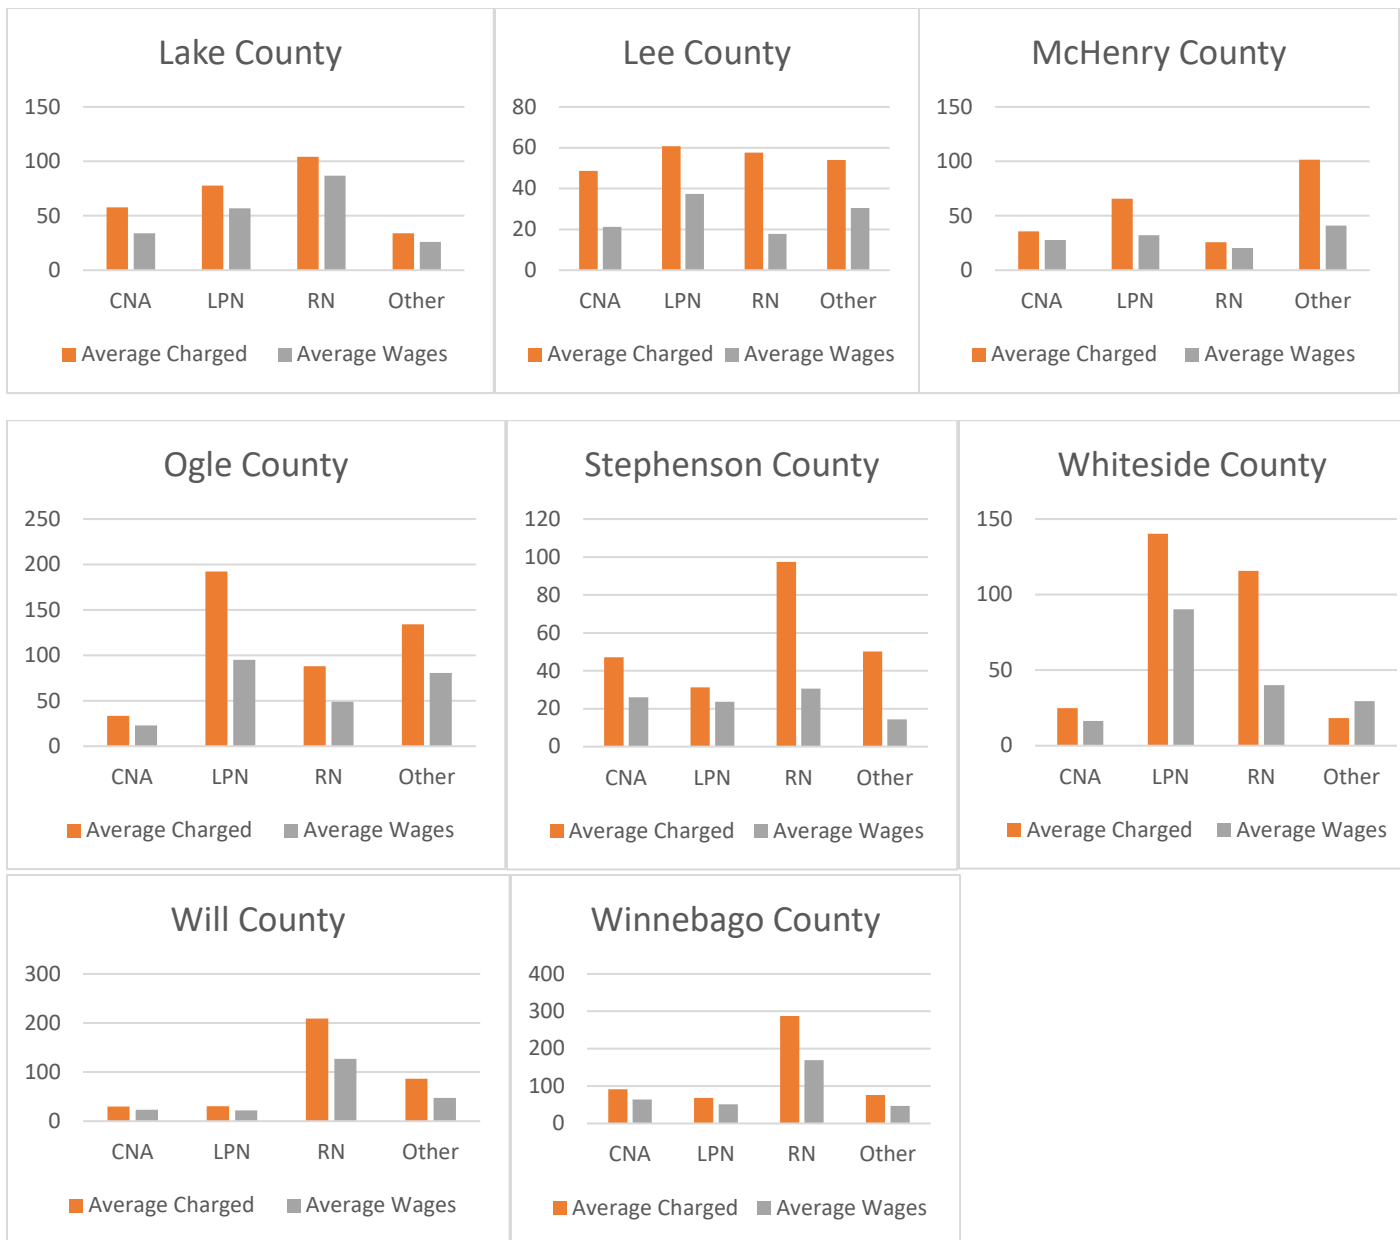 Lake County
150
100
50
0
CNA LPN RN Other
Average Charged Average Wages
Lee County
80
60
40
20
0
CNA LPN RN Other
Average Charged Average Wages
McHenry County
150
100
50
0
CNA LPN RN Other
Average Charged Average Wages
Ogle County
250
200
150
100
50
0
CNA LPN RN Other
Average Charged Average Wages
Stephenson County
120
100
80
60
40
20
0
CNA LPN RN Other
Average Charged Average Wages
Whiteside County
150
100
50
0
CNA LPN RN Other
Average Charged Average Wages
Will County
300
200
100
0
CNA LPN RN Other
Average Charged Average Wages
Winnebago County
400
300
200
100
0
CNA LPN RN Other
Average Charged Average Wages